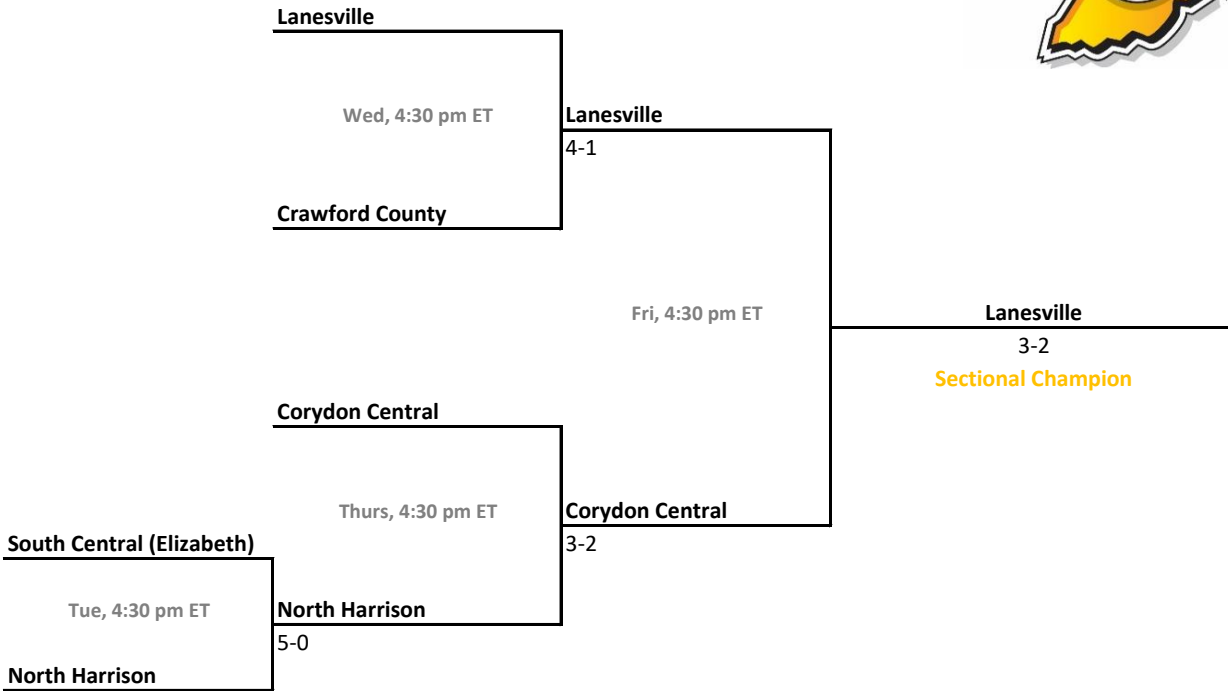 Lanesville
Wed, 4:30 pm ET
Lanesville
4-1
Crawford County
Fri, 4:30 pm ET
Lanesville
3-2
Sectional Champion
Corydon Central
Thurs, 4:30 pm ET
Corydon Central
3-2
South Central (Elizabeth)
Tue, 4:30 pm ET
North Harrison
5-0
North Harrison